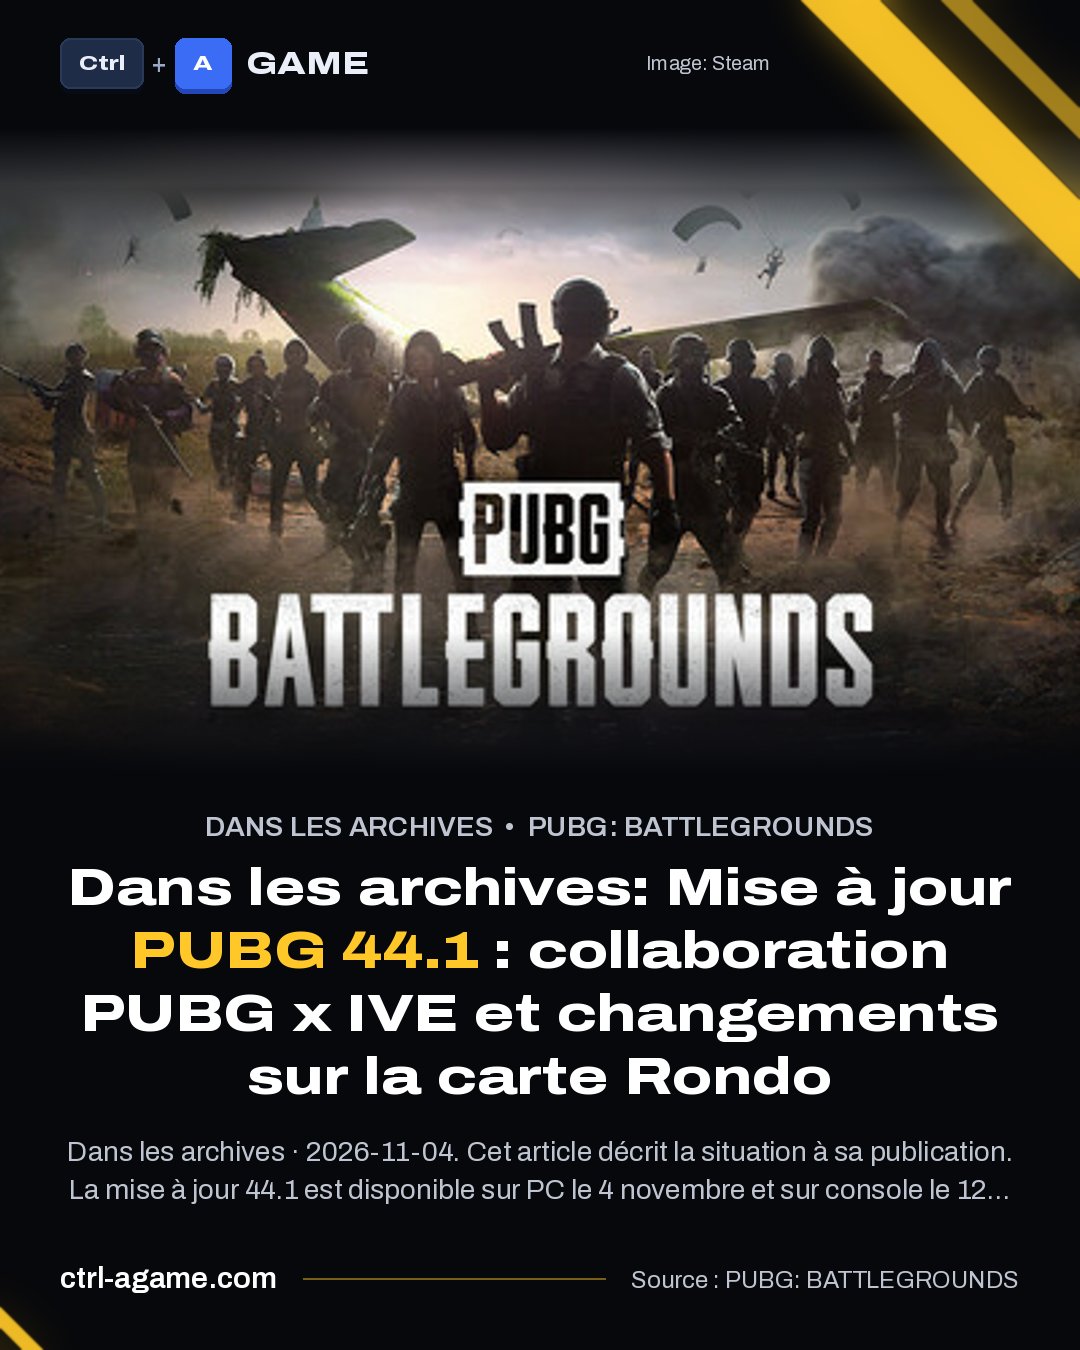 Ctrl + A GAME
Image: Steam
PUBG
BATTLEGROUNDS
DANS LES ARCHIVES • PUBG: BATTLEGROUNDS
Dans les archives: Mise à jour
PUBG 44.1 : collaboration
PUBG x IVE et changements
sur la carte Rondo
Dans les archives · 2026-11-04. Cet article décrit la situation à sa publication.
La mise à jour 44.1 est disponible sur PC le 4 novembre et sur console le 12...
ctrl-agame.com
Source : PUBG: BATTLEGROUNDS